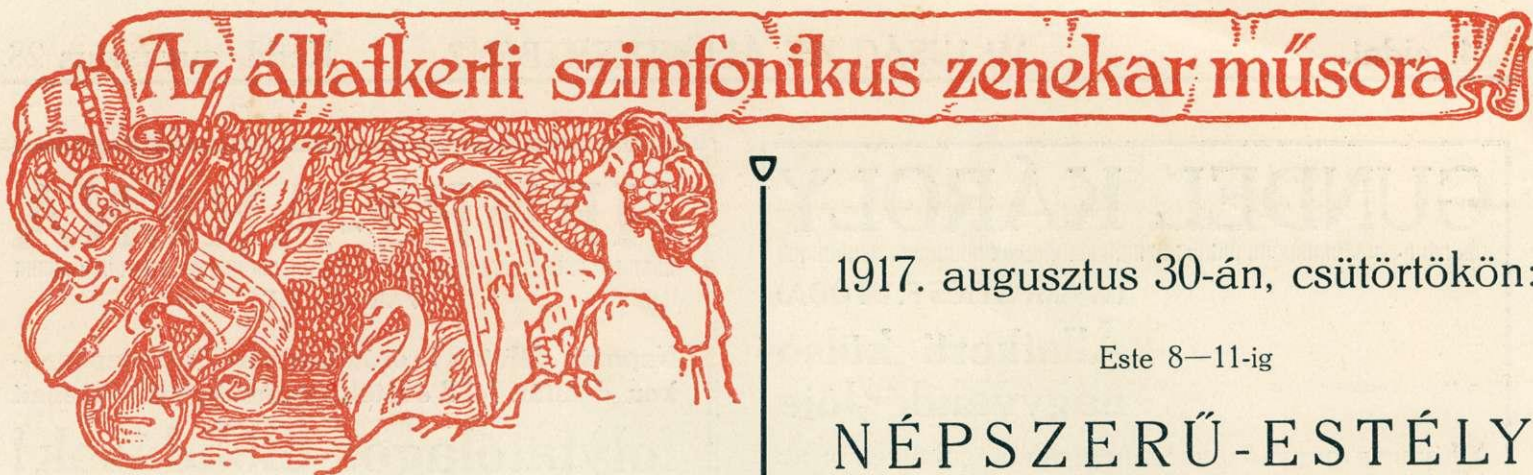 Az állatkerti szimfonikus zenekar műsora
1917. augusztus 30-án, csütörtökön:
Este 8—11-ig
NÉPSZERŰ-ESTÉLY